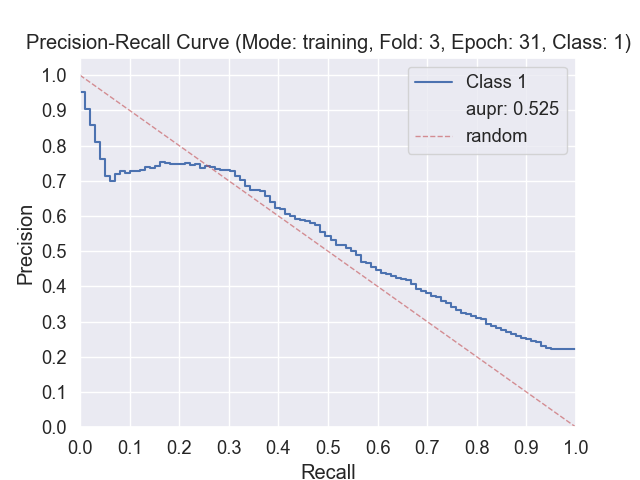 Precision-Recall Curve (Mode: training, Fold: 3, Epoch: 31, Class: 1)
1.0
0.9
0.8
0.7
0.6
0.5
0.4
0.3
0.2
0.1
0.0
Precision
Class 1
aupr: 0.525
random
0.0 0.1 0.2 0.3 0.4 0.5 0.6 0.7 0.8 0.9 1.0
Recall